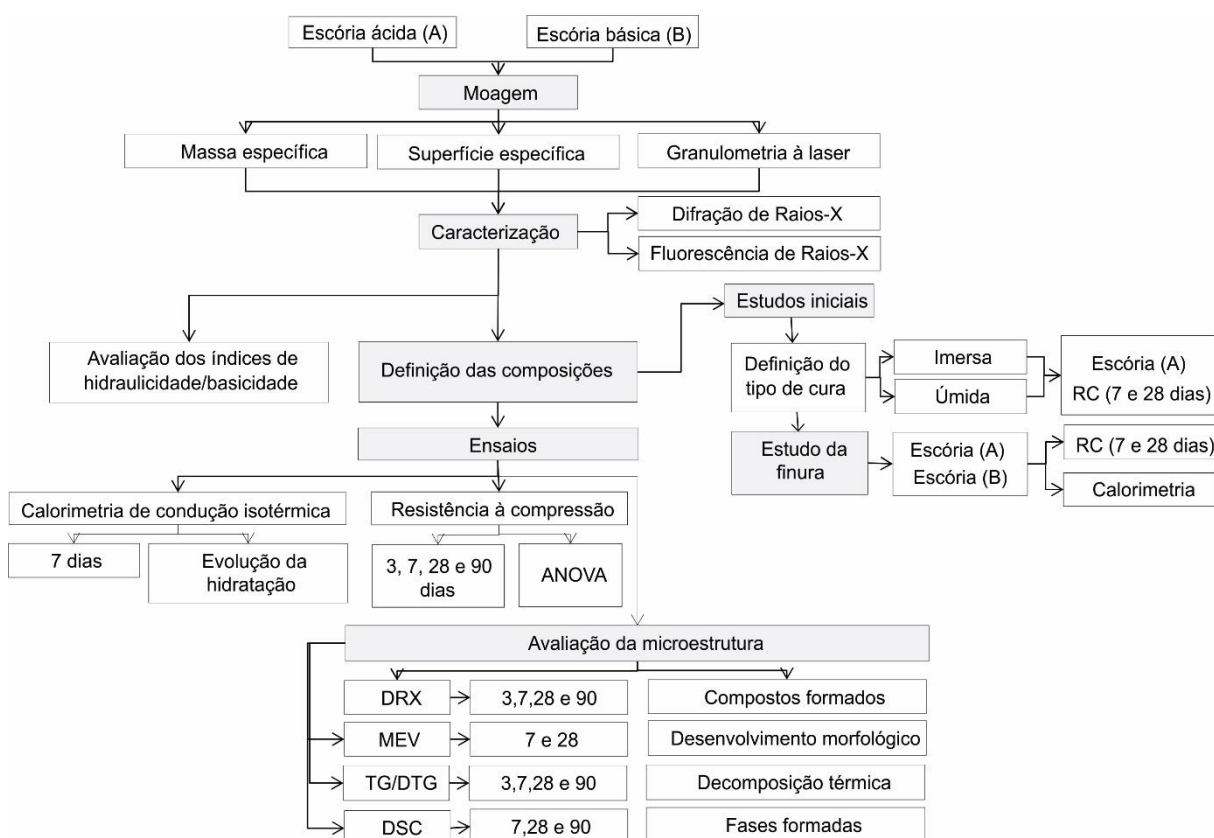 Escória ácida (A)
Escória básica (B)
Moagem
Massa específica
Superfície específica
Granulometria à laser
Caracterização
Difração de Raios-X
Fluorescência de Raios-X
Avaliação dos índices de
hidraulicidade/basicidade
Definição das composições
Estudos iniciais
Definição do
tipo de cura
Imersa
Úmida
Escória (A)
RC (7 e 28 dias)
Estudo da
finura
Escória (A)
Escória (B)
RC (7 e 28 dias)
Calorimetria
Ensaios
Calorimetria de condução isotérmica
Resistência à compressão
7 dias
Evolução da
hidratação
3, 7, 28 e 90
dias
ANOVA
Avaliação da microestrutura
DRX
3,7,28 e 90
Compostos formados
MEV
7 e 28
Desenvolvimento morfológico
TG/DTG
3,7,28 e 90
Decomposição térmica
DSC
7,28 e 90
Fases formadas